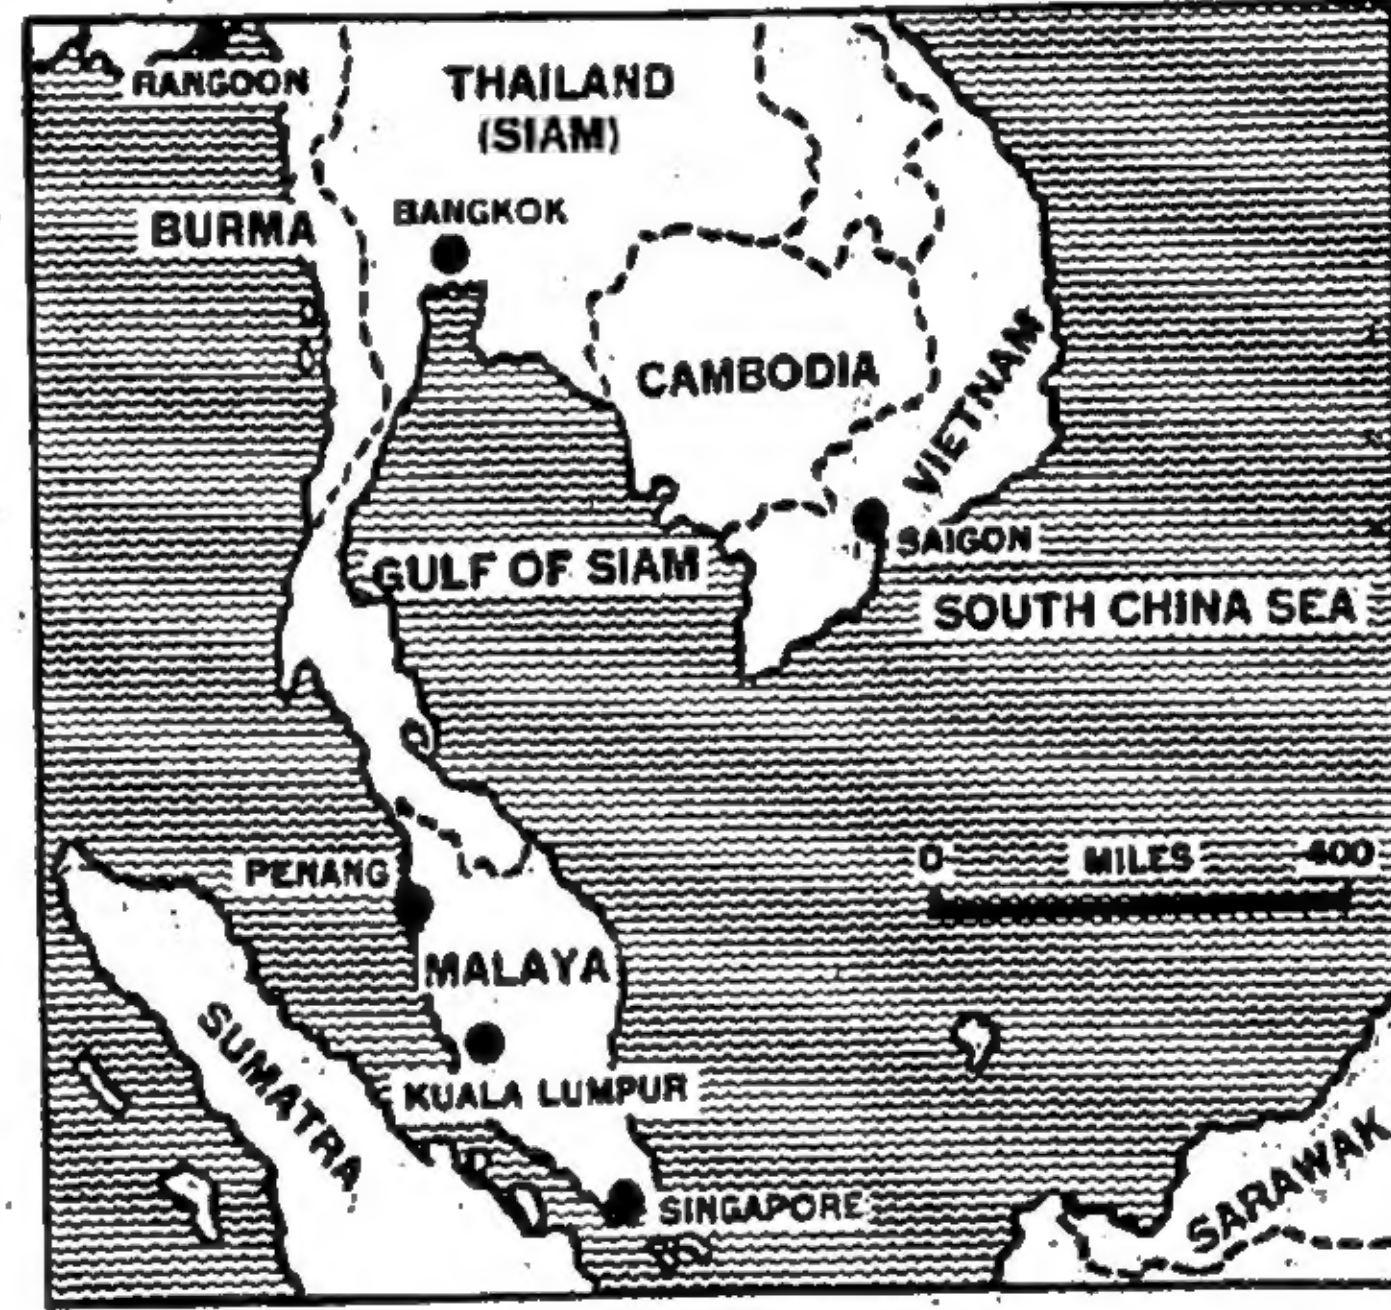 RANGOON
THAILAND
(SIAM)
BURMA
BANGKOK
CAMBODIA
VIETNAM
GULF OF SIAM
SAIGON
SOUTH CHINA SEA
0 MILES 400
PENANG
MALAYA
SUMATRA
KUALA LUMPUR
SINGAPORE
SARAWAK